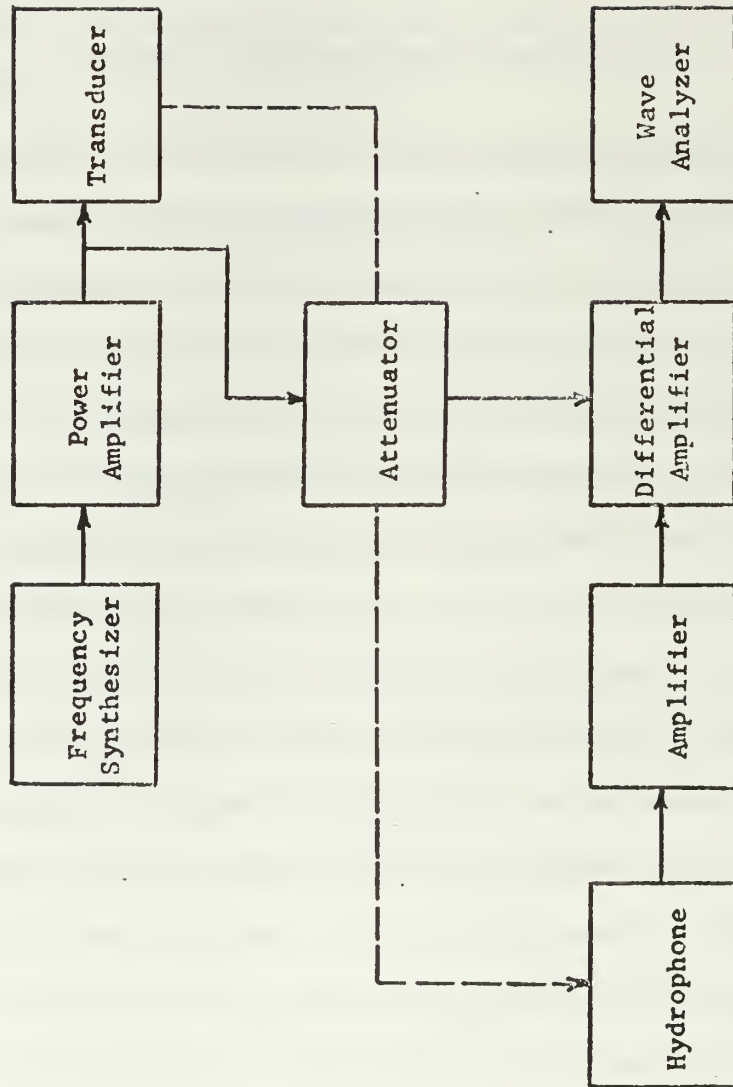 Frequency
Synthesizer
Power
Amplifier
Transducer
Attenuator
Hydrophone
Amplifier
Differential
Amplifier
Wave
Analyzer